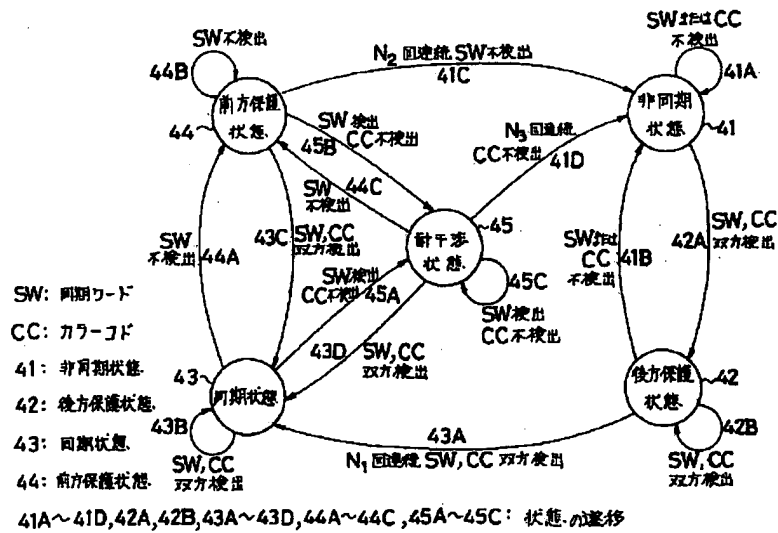 SW不検出
44B
前方保護
状態
44
N₂ 回連続 SW不検出
41C
SWまたはCC
不検出
41A
非同期
状態
41
SW検出
CC不検出
45B
N₃回連続
CC不検出
41D
SW
不検出
44C
SW
不検出
44A
43C
SW,CC
双方検出
耐干渉
状態
45
SWまたは
CC
不検出
41B
42A
SW,CC
双方検出
SW検出
CC不検出
45A
45C
SW検出
CC不検出
43D
SW,CC
双方検出
SW: 同期ワード
CC: カラーコド
41: 非同期状態
42: 後方保護状態
43: 同期状態
44: 前方保護状態
43
同期状態
43B
SW,CC
双方検出
後方保護
状態
42
42B
SW,CC
双方検出
43A
N₁回連続 SW,CC 双方検出
41A~41D,42A,42B,43A~43D,44A~44C,45A~45C: 状態の遷移